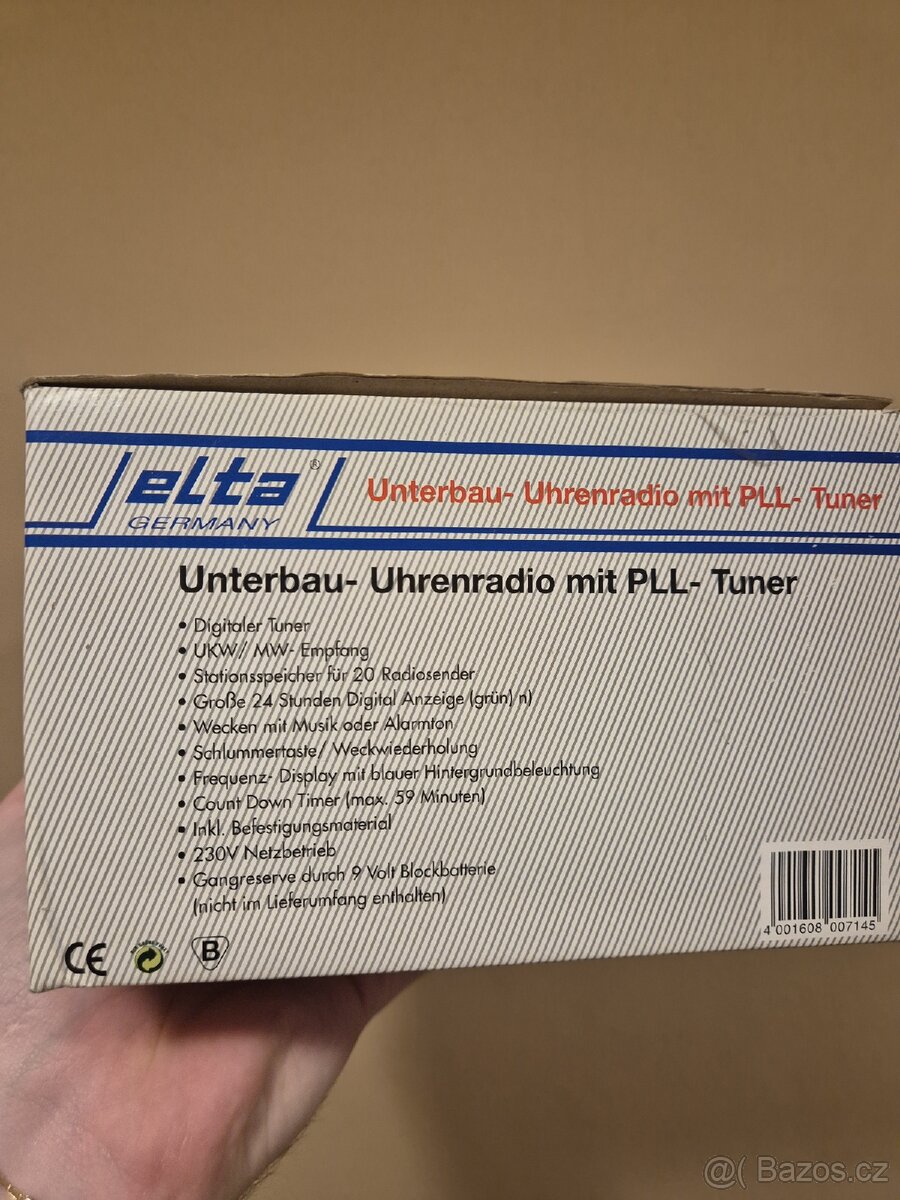 elta®
GERMANY
Unterbau- Uhrenradio mit PLL- Tuner
Unterbau- Uhrenradio mit PLL- Tuner
• Digitaler Tuner
• UKW/ MW- Empfang
• Stationsspeicher für 20 Radiosender
• Große 24 Stunden Digital Anzeige (grün) n)
• Wecken mit Musik oder Alarmton
• Schlummertaste/ Weckwiederholung
• Frequenz- Display mit blauer Hintergrundbeleuchtung
• Count Down Timer (max. 59 Minuten)
• Inkl. Befestigungsmaterial
• 230V Netzbetrieb
• Gangreserve durch 9 Volt Blockbatterie
(nicht im Lieferumfang enthalten)
4 001608 007145
CE
B
@( Bazos.cz